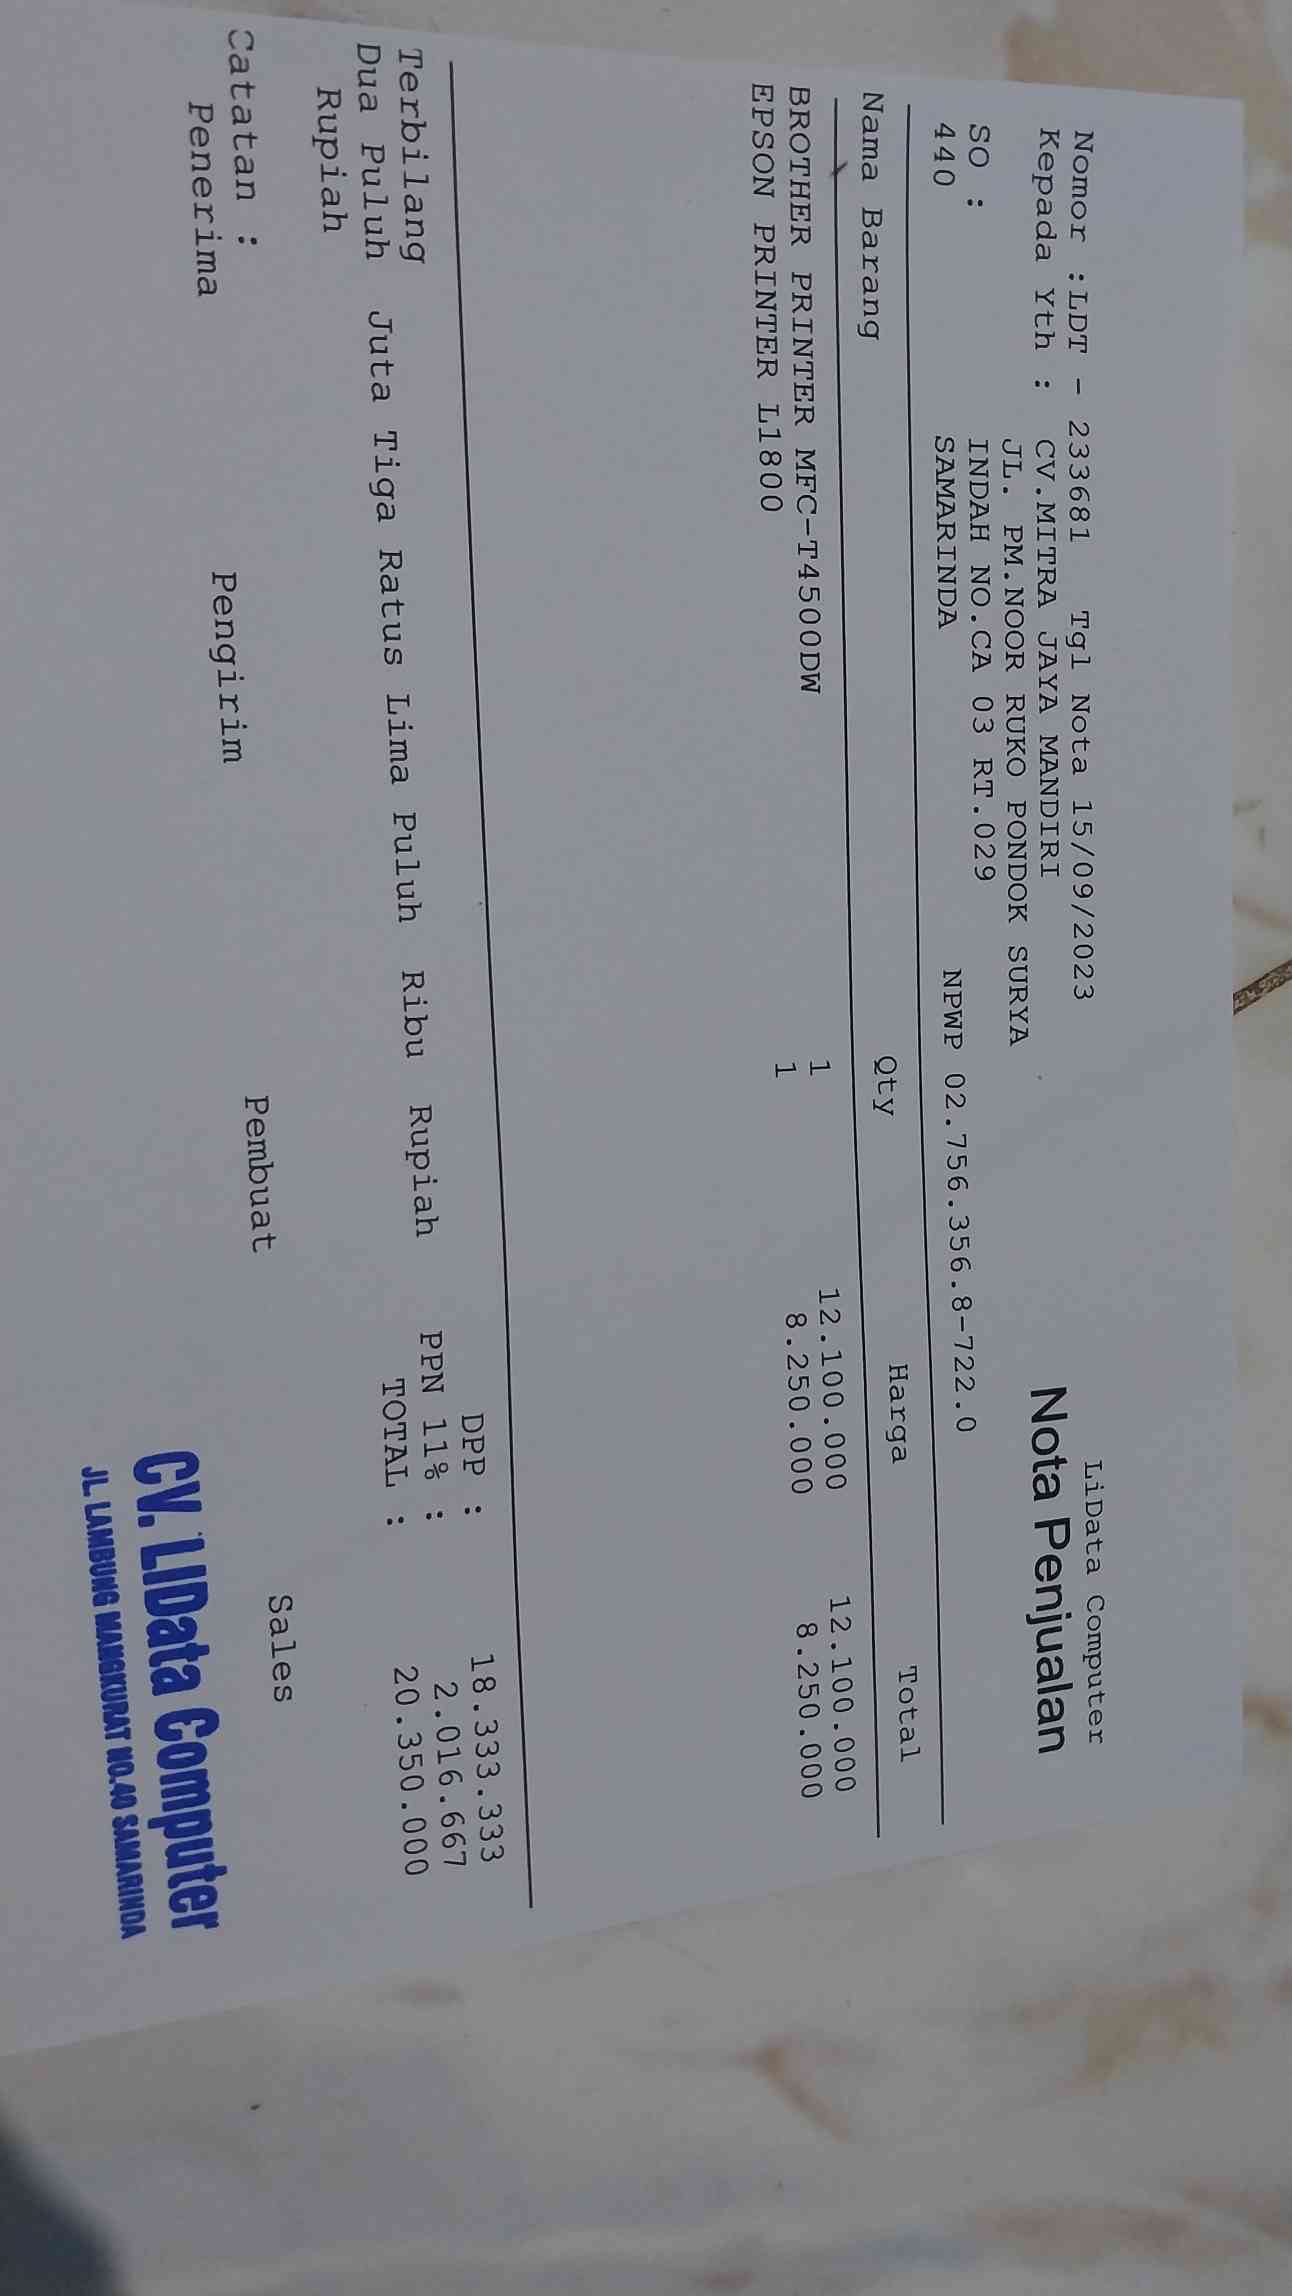 LiData Computer
Nomor :LDT - 233681 Tgl Nota 15/09/2023
Nota Penjualan
Kepada Yth : CV.MITRA JAYA MANDIRI
JL. PM.NOOR RUKO PONDOK SURYA
SO : INDAH NO.CA 03 RT.029
440 SAMARINDA NPWP 02.756.356.8-722.0
Nama Barang Qty Harga Total
BROTHER PRINTER MFC-T4500DW 1 12.100.000 12.100.000
EPSON PRINTER L1800 1 8.250.000 8.250.000
DPP : 18.333.333
Terbilang PPN 11% : 2.016.667
Dua Puluh Juta Tiga Ratus Lima Puluh Ribu Rupiah TOTAL : 20.350.000
Rupiah
Catatan :
Penerima Pengirim Pembuat Sales
CV. LIData Computer
JL. LAMBUNG MANGKURAT NO.40 SAMARINDA